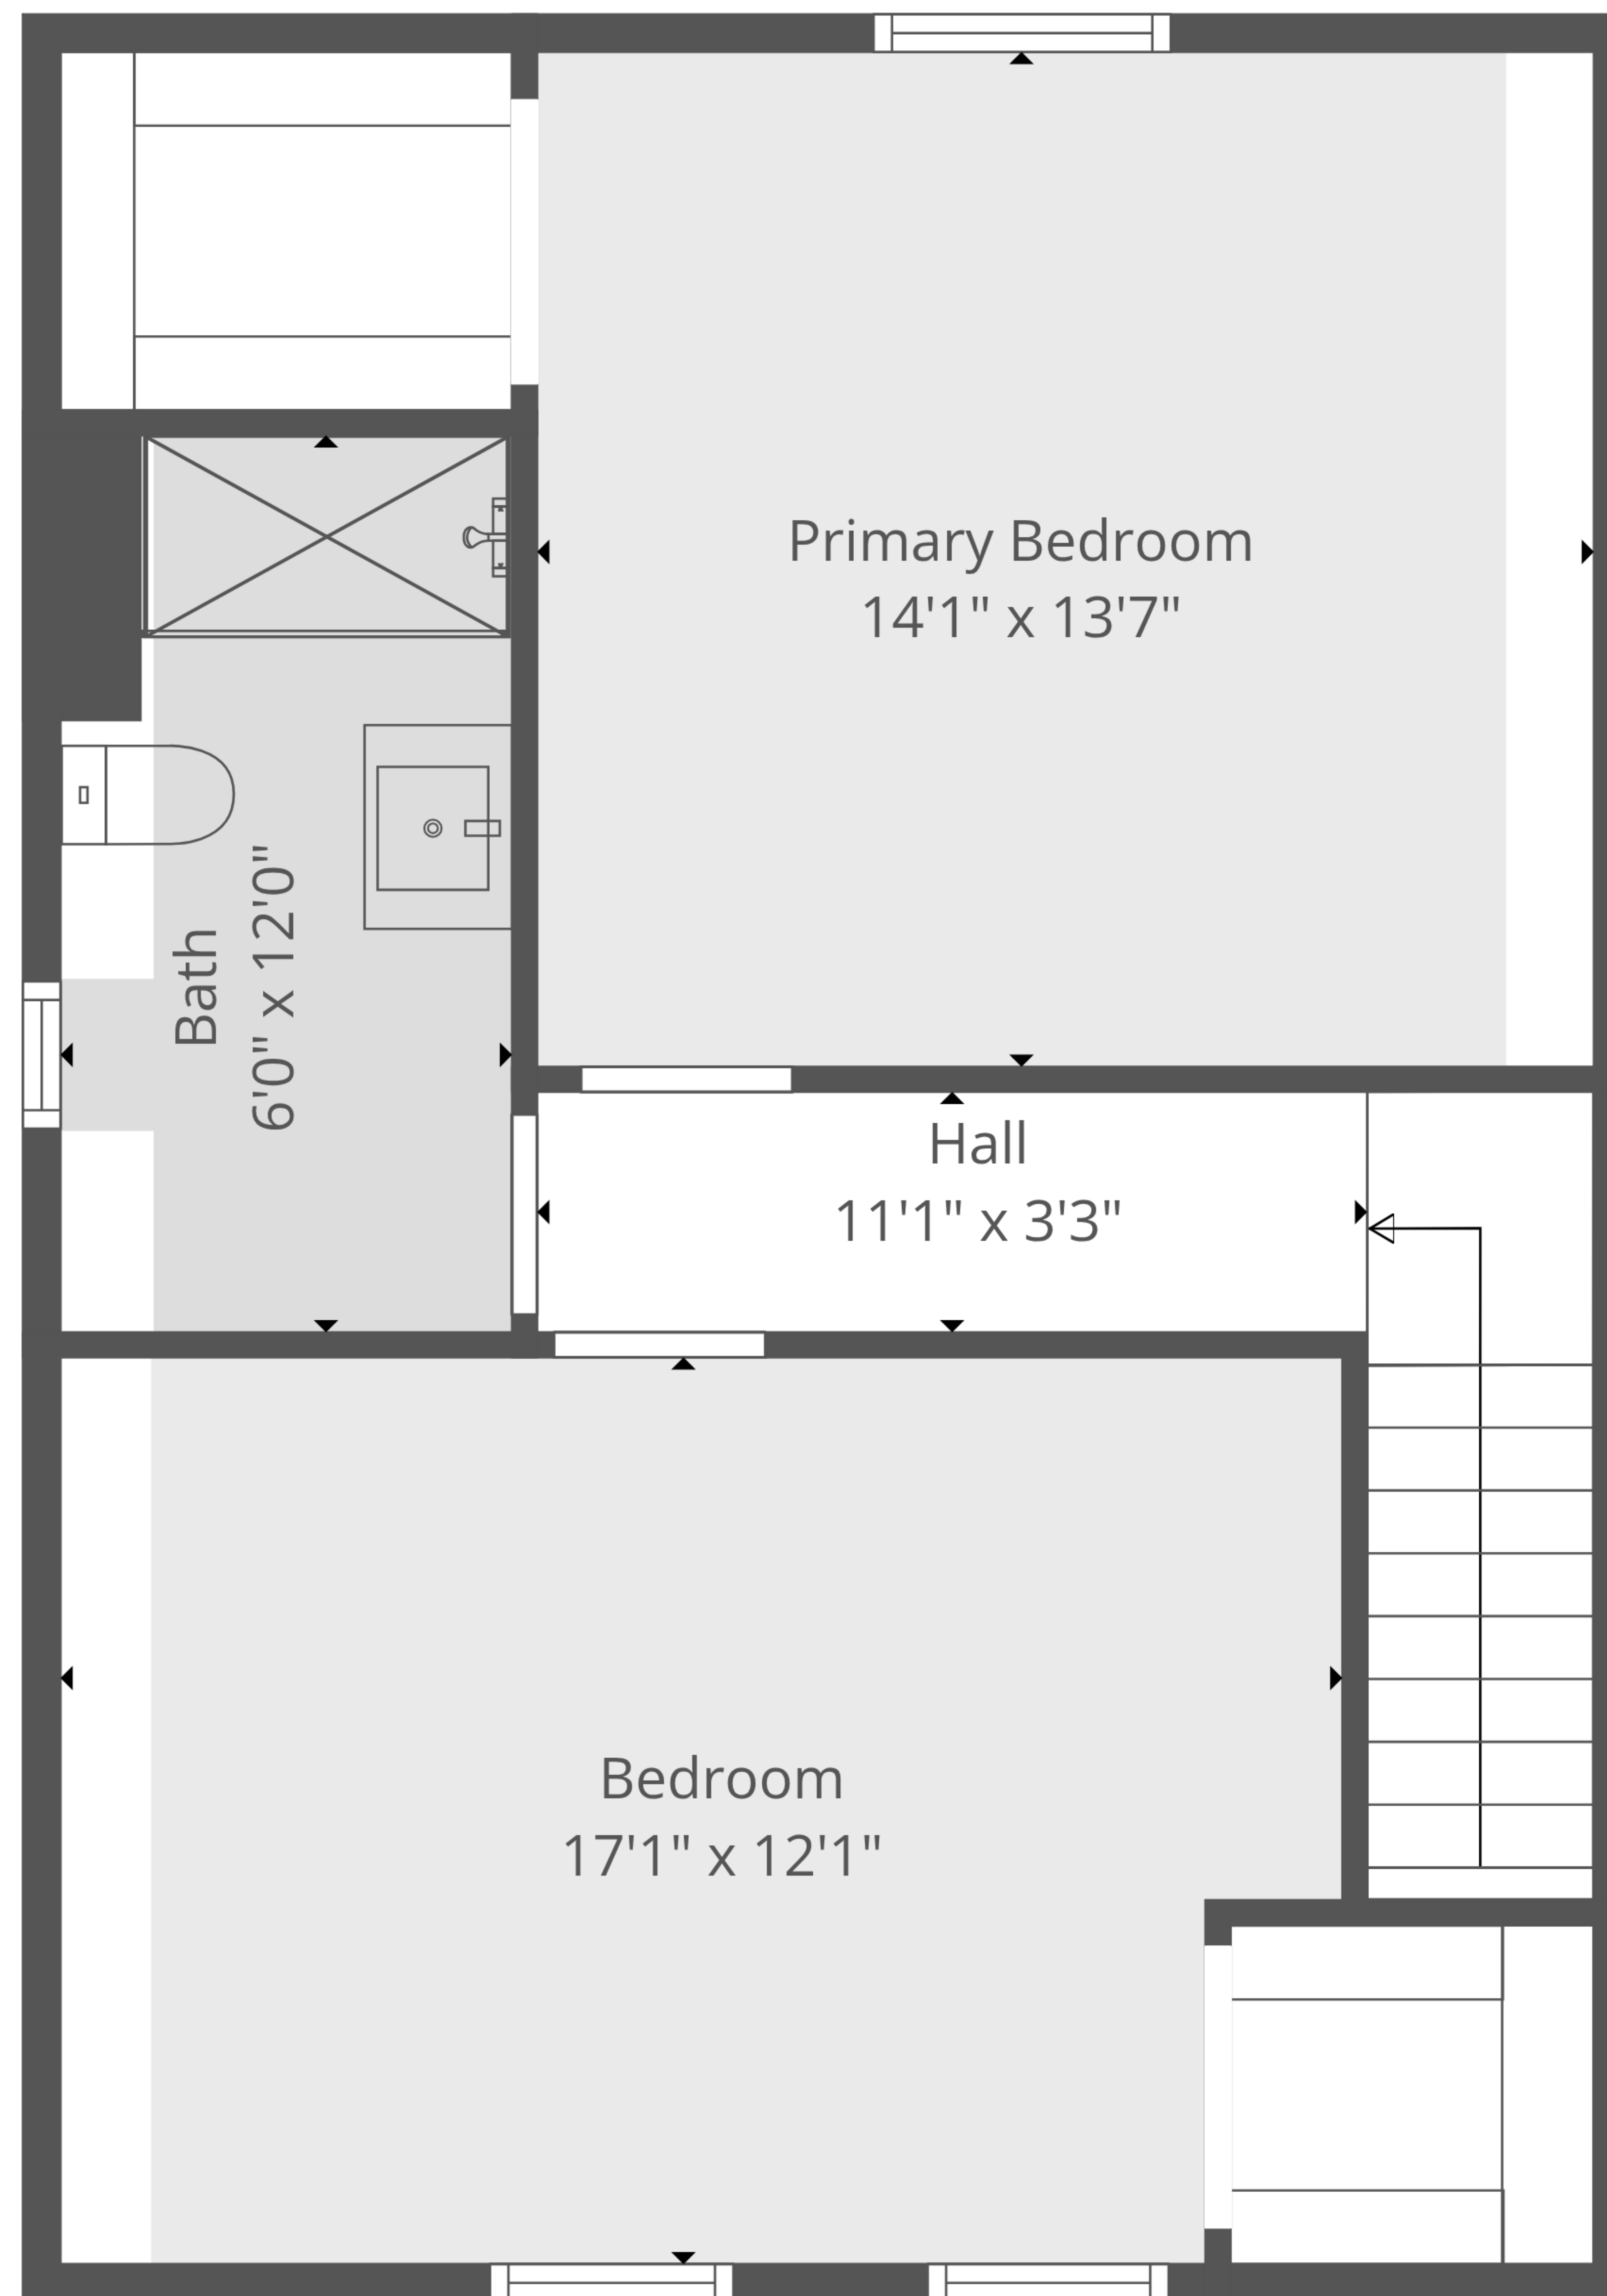 Primary Bedroom
14'1" x 13'7"
Bath
6'0" x 12'0"
Hall
11'1" x 3'3"
Bedroom
17'1" x 12'1"